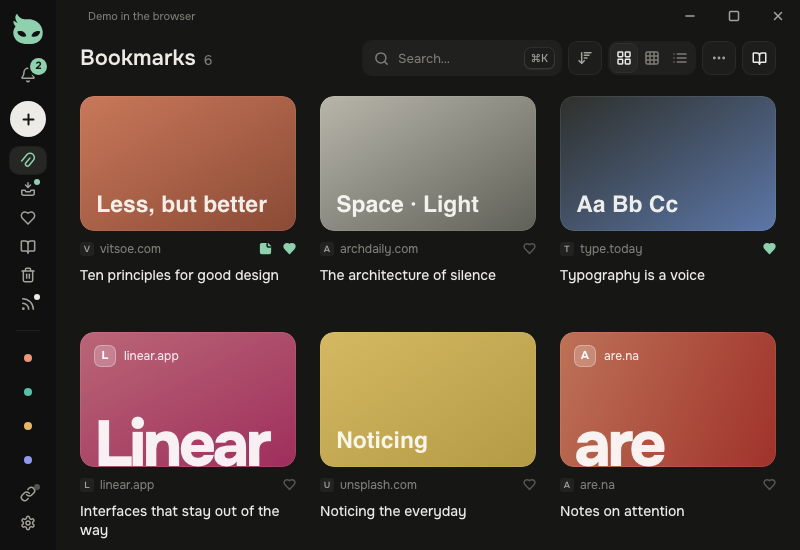 Demo in the browser
2
Bookmarks 6
Search... ⌘K
Less, but better
Space · Light
Aa Bb Cc
V vitsoe.com
A archdaily.com
T type.today
Ten principles for good design
The architecture of silence
Typography is a voice
L linear.app
Linear
Noticing
A are.na
are
L linear.app
U unsplash.com
A are.na
Interfaces that stay out of the
way
Noticing the everyday
Notes on attention